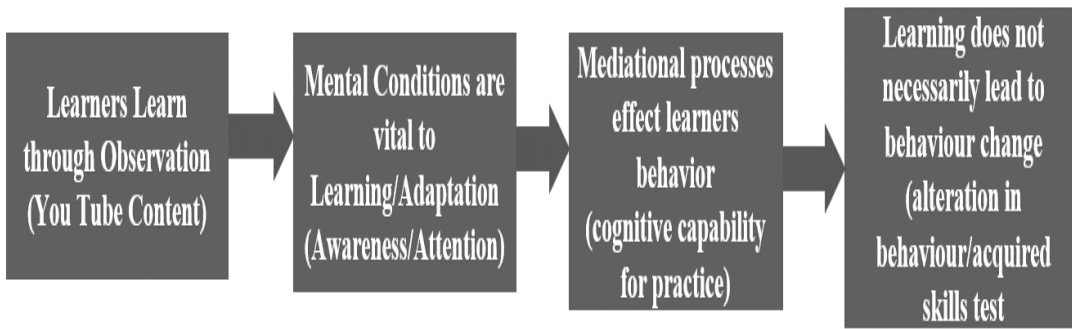 Learners Learn
through Observation
(You Tube Content)
Mental Conditions are
vital to
Learning/Adaptation
(Awareness/Attention)
Mediational processes
effect learners
behavior
(cognitive capability
for practice)
Learning does not
necessarily lead to
behaviour change
(alteration in
behaviour/acquired
skills test